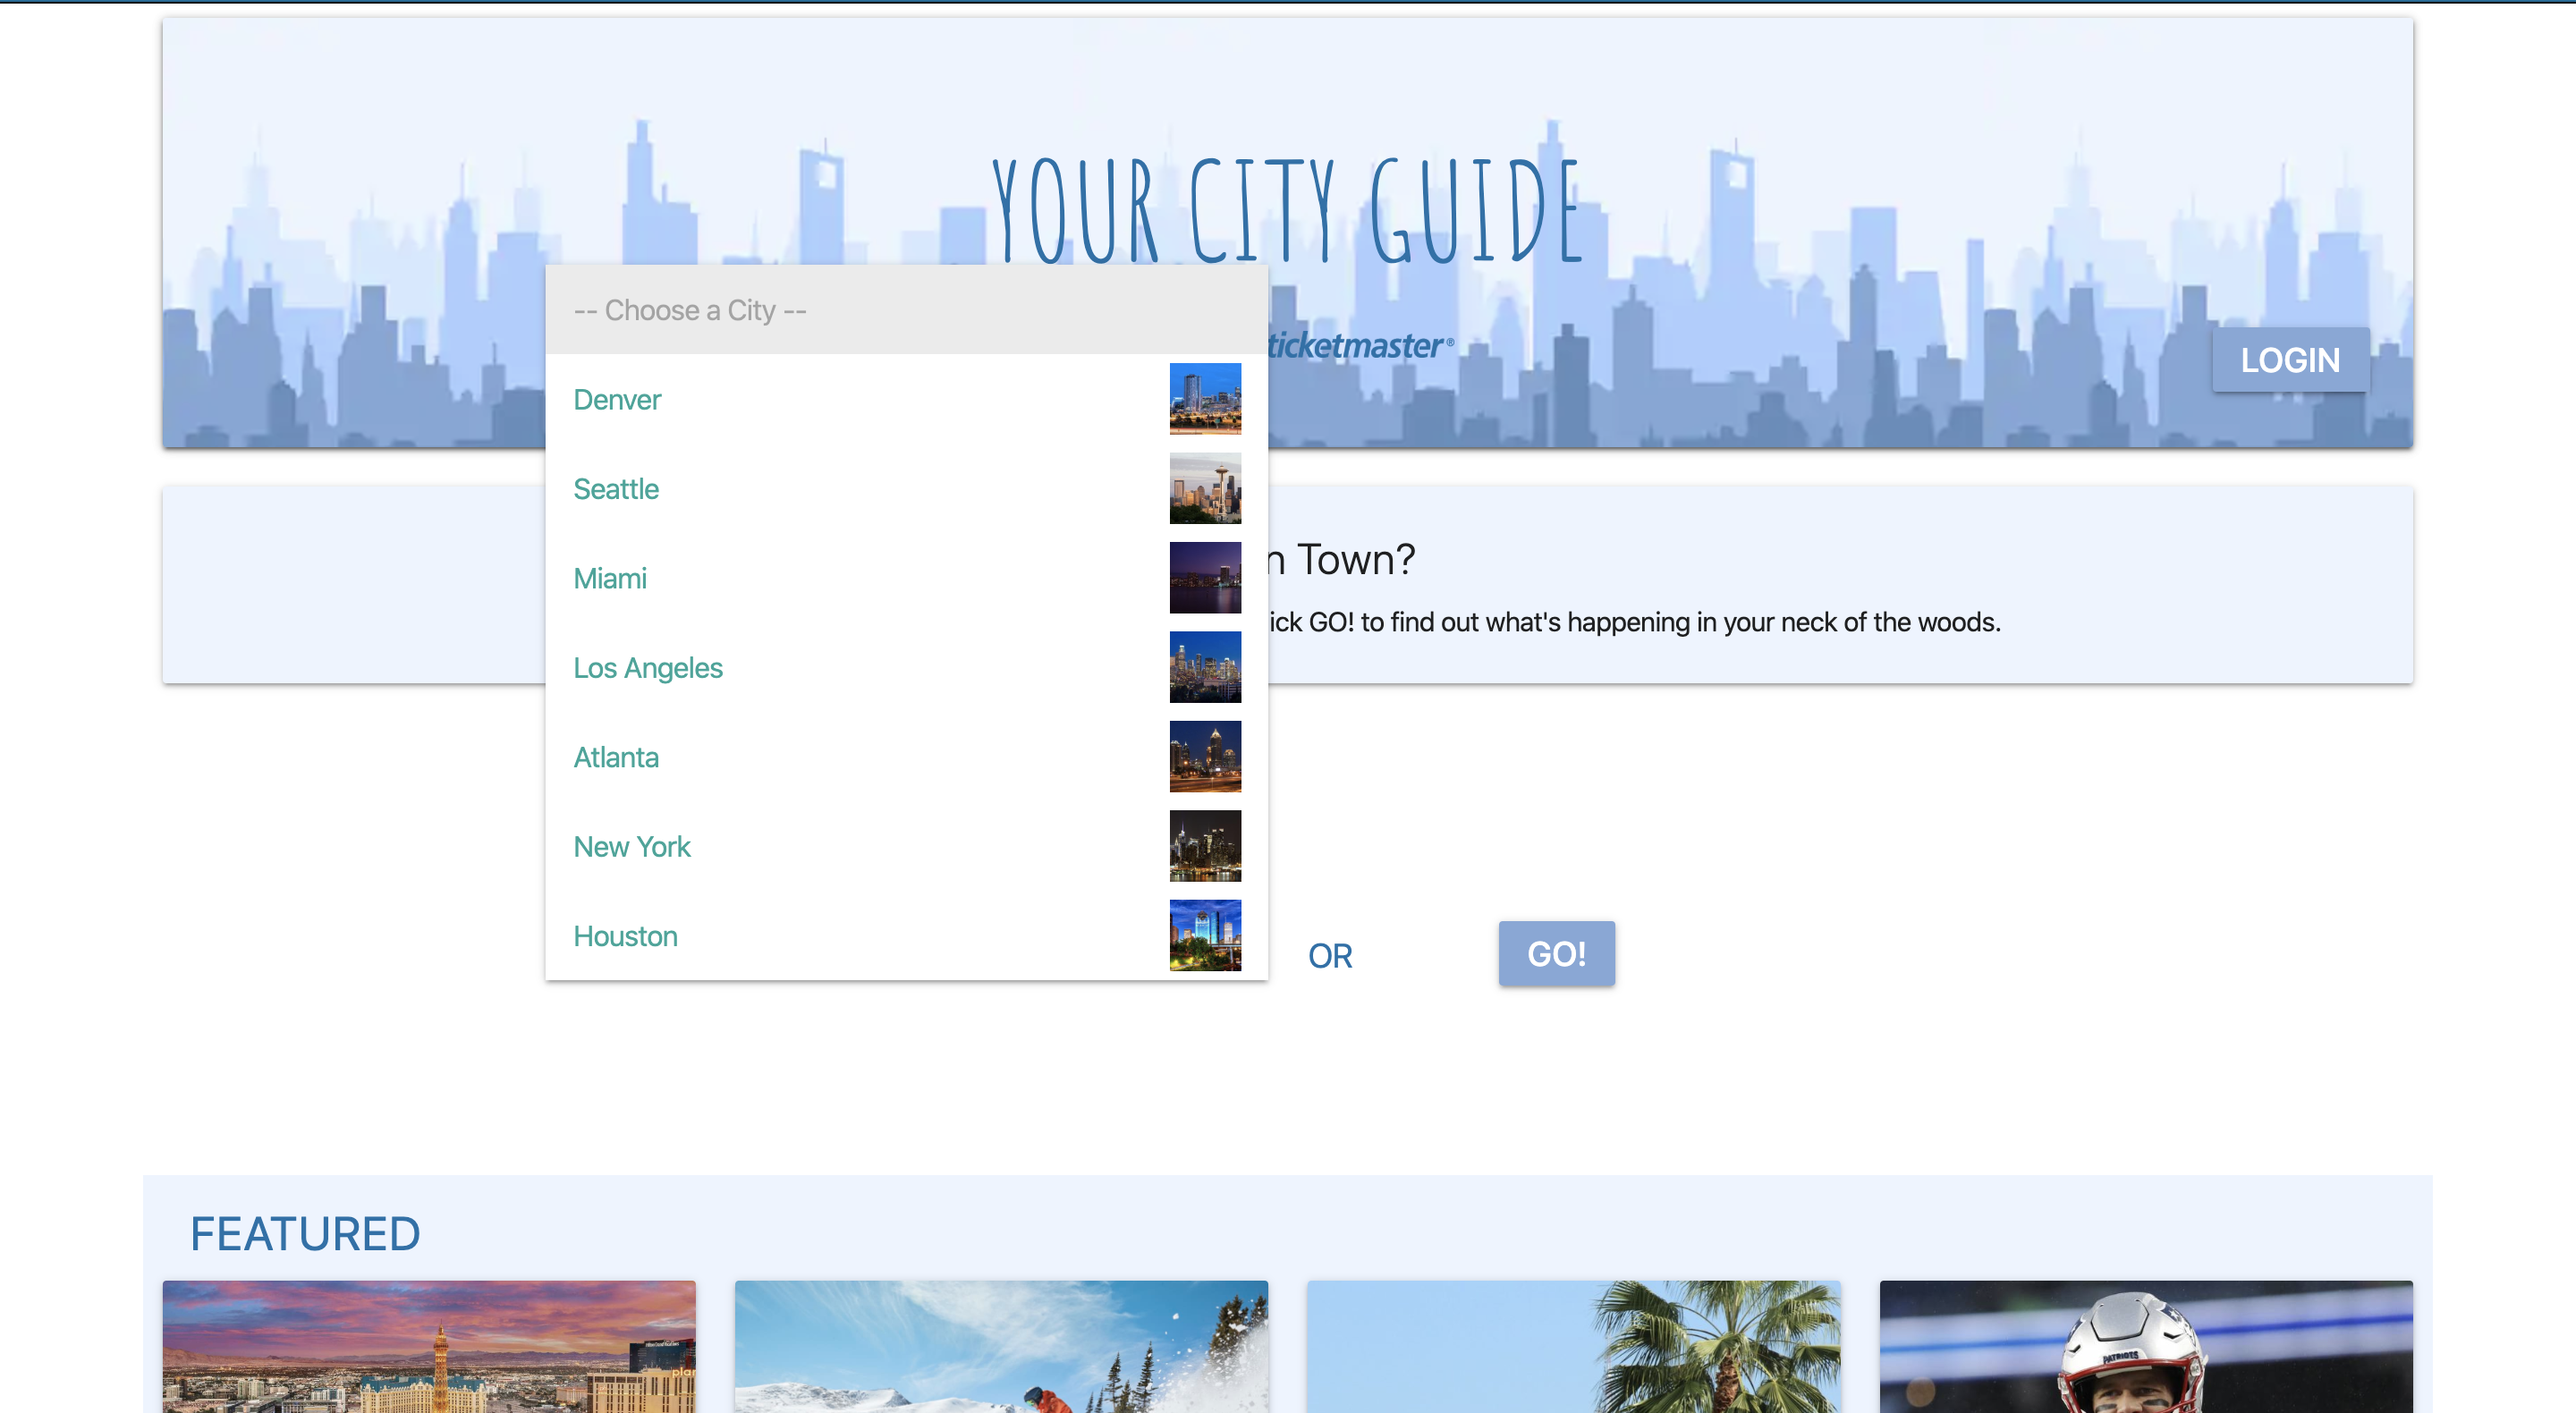 YOUR CITY GUIDE
-- Choose a City --
ticketmaster®
LOGIN
Denver
Seattle
Miami
Los Angeles
Atlanta
New York
Houston
Town?
GO! to find out what's happening in your neck of the woods.
OR
GO!
FEATURED
PATRIOTS